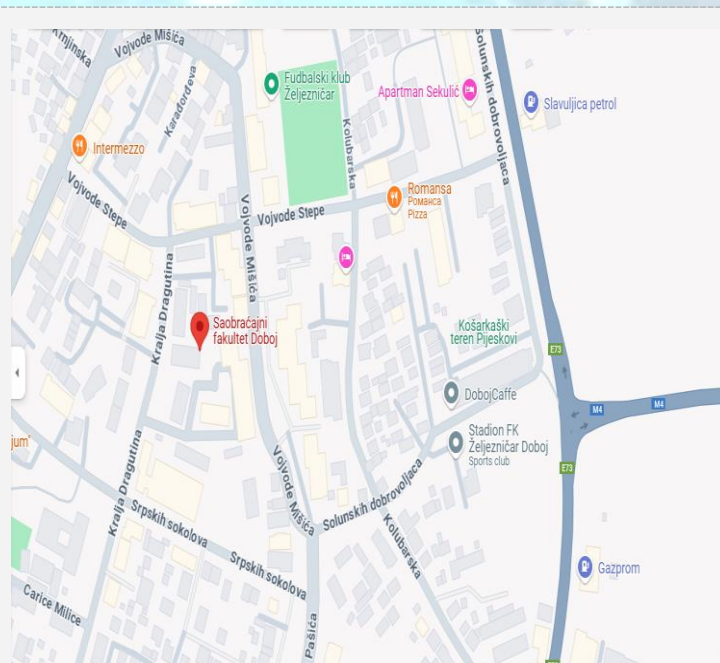 Krnjinska
Vojvode Mišića
Karađorđeva
Fudbalski klub
Željezničar
Kolubarska
Apartman Sekulić
Solunskih dobrovoljaca
Slavuljica petrol
Intermezzo
Vojvode Stepe
Vojvode Mišića
Vojvode Stepe
Romansa
Романса
Pizza
Kralja Dragutina
Saobraćajni
fakultet Doboj
Košarkaški
teren Pijeskovi
E73
DobojCaffe
M4
M4
Stadion FK
Željezničar Doboj
Sports club
jum'
E73
Kralja Dragutina
Vojvode Mišića
Solunskih dobrovoljaca
Srpskih sokolova
Kolubarska
Srpskih sokolova
Gazprom
Carice Milice
Pašića